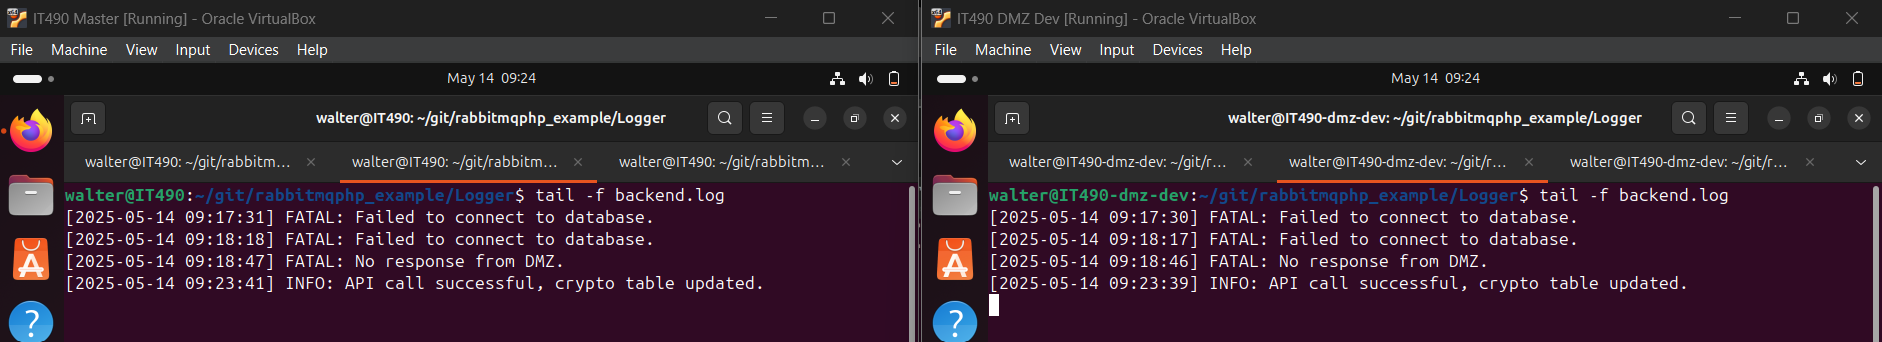 IT490 Master [Running] - Oracle VirtualBox
File Machine View Input Devices Help
May 14 09:24
walter@IT490: ~/git/rabbitmqphp_example/Logger
walter@IT490: ~/git/rabbitm... walter@IT490: ~/git/rabbitm... walter@IT490: ~/git/rabbitm...
walter@IT490:~/git/rabbitmqphp_example/Logger$ tail -f backend.log
[2025-05-14 09:17:31] FATAL: Failed to connect to database.
[2025-05-14 09:18:18] FATAL: Failed to connect to database.
[2025-05-14 09:18:47] FATAL: No response from DMZ.
[2025-05-14 09:23:41] INFO: API call successful, crypto table updated.
IT490 DMZ Dev [Running] - Oracle VirtualBox
File Machine View Input Devices Help
May 14 09:24
walter@IT490-dmz-dev: ~/git/rabbitmqphp_example/Logger
walter@IT490-dmz-dev: ~/git/r... walter@IT490-dmz-dev: ~/git/r... walter@IT490-dmz-dev: ~/git/r...
walter@IT490-dmz-dev:~/git/rabbitmqphp_example/Logger$ tail -f backend.log
[2025-05-14 09:17:30] FATAL: Failed to connect to database.
[2025-05-14 09:18:17] FATAL: Failed to connect to database.
[2025-05-14 09:18:46] FATAL: No response from DMZ.
[2025-05-14 09:23:39] INFO: API call successful, crypto table updated.